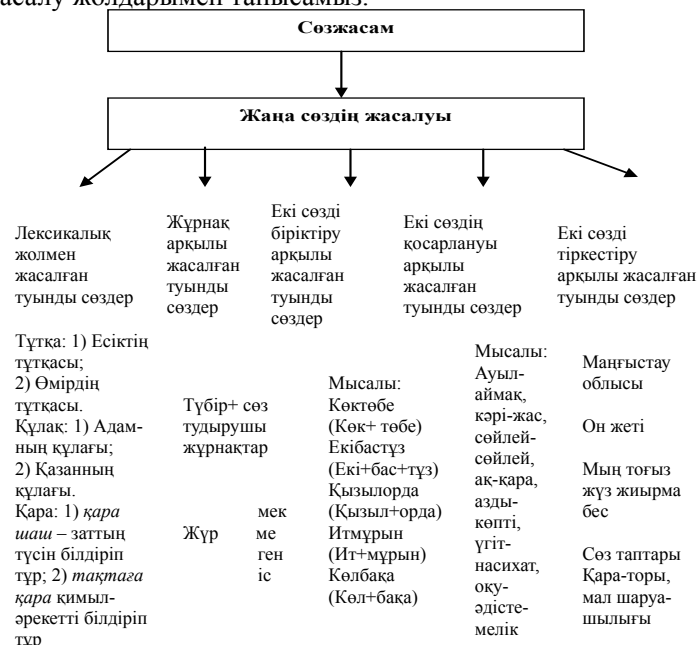 жасалу жолдарымен танысамыз.
Сөзжасам
Жаңа сөздің жасалуы
Лексикалық
жолмен
жасалған
туынды сөздер
Жұрнақ
арқылы
жасалған
туынды
сөздер
Екі сөзді
біріктіру
арқылы
жасалған
туынды
сөздер
Екі сөздің
қосарлануы
арқылы
жасалған
туынды сөздер
Екі сөзді
тіркестіру
арқылы жасалған
туынды сөздер
Тұтқа: 1) Есіктің
тұтқасы;
2) Өмірдің
тұтқасы.
Құлақ: 1) Адам-
ның құлағы;
2) Қазанның
құлағы.
Қара: 1) қара
шаш – заттың
түсін білдіріп
тұр; 2) тақтаға
қара қимыл-
әрекетті білдіріп
тұр
Түбір+ сөз
тудырушы
жұрнақтар
Жүр
мек
ме
ген
іс
Мысалы:
Көктөбе
(Көк+ төбе)
Екібастұз
(Екі+бас+тұз)
Қызылорда
(Қызыл+орда)
Итмұрын
(Ит+мұрын)
Көлбақа
(Көл+бақа)
Мысалы:
Ауыл-
аймақ,
кәрі-жас,
сөйлей-
сөйлей,
ақ-қара,
азды-
көпті,
үгіт-
насихат,
оқу-
әдісте-
мелік
Маңғыстау
облысы
Он жеті
Мың тоғыз
жүз жиырма
бес
Сөз таптары
Қара-торы,
мал шаруа-
шылығы